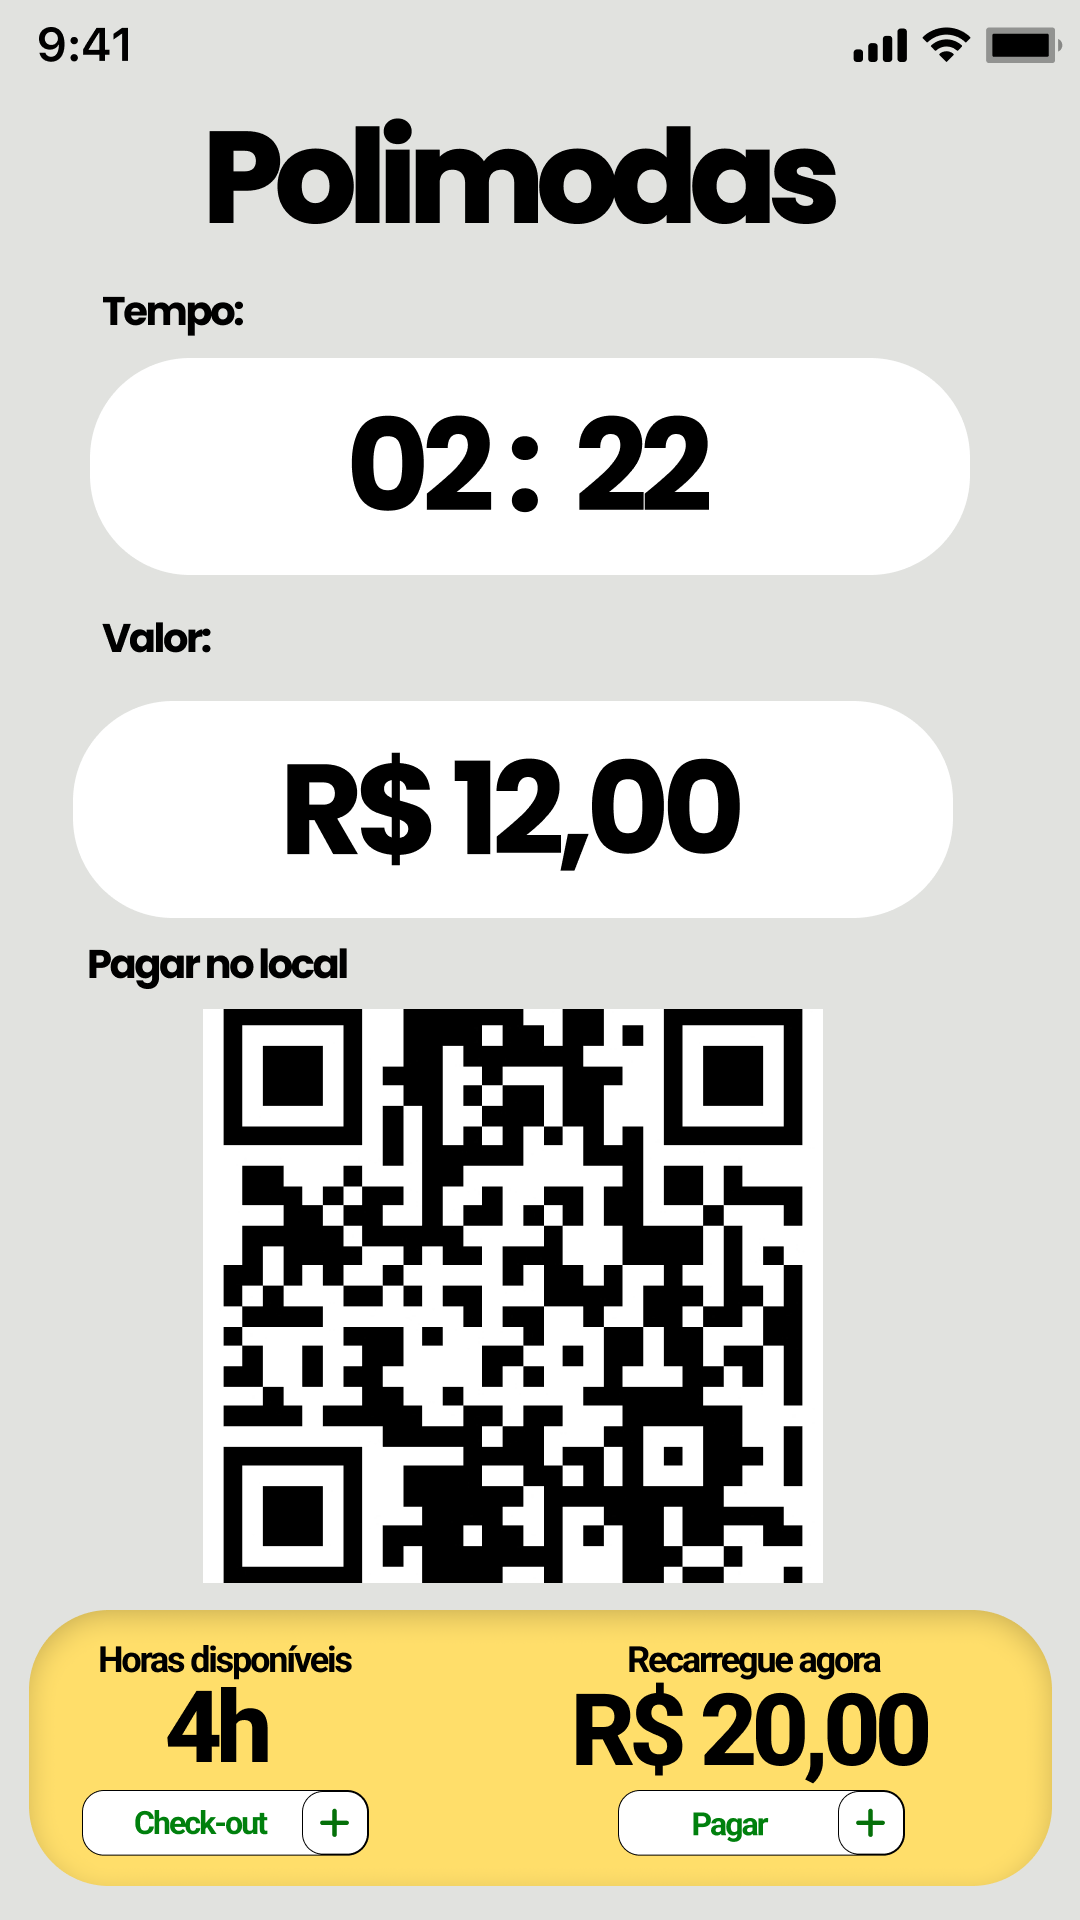 9:41
Polimodas
Tempo:
02 : 22
Valor:
R$ 12,00
Pagar no local
Horas disponíveis
4h
Check-out +
Recarregue agora
R$ 20,00
Pagar +